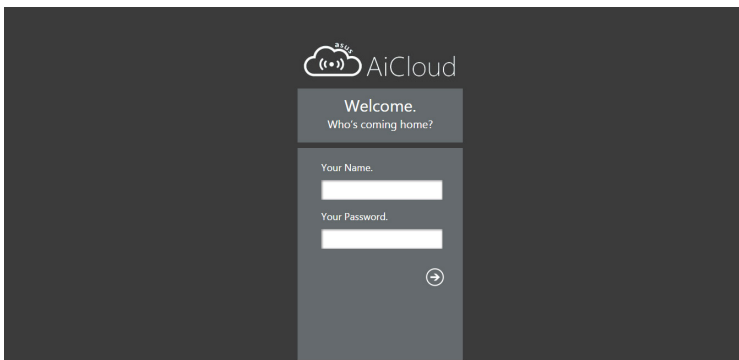 asus
AiCloud
Welcome.
Who's coming home?
Your Name.
Your Password.